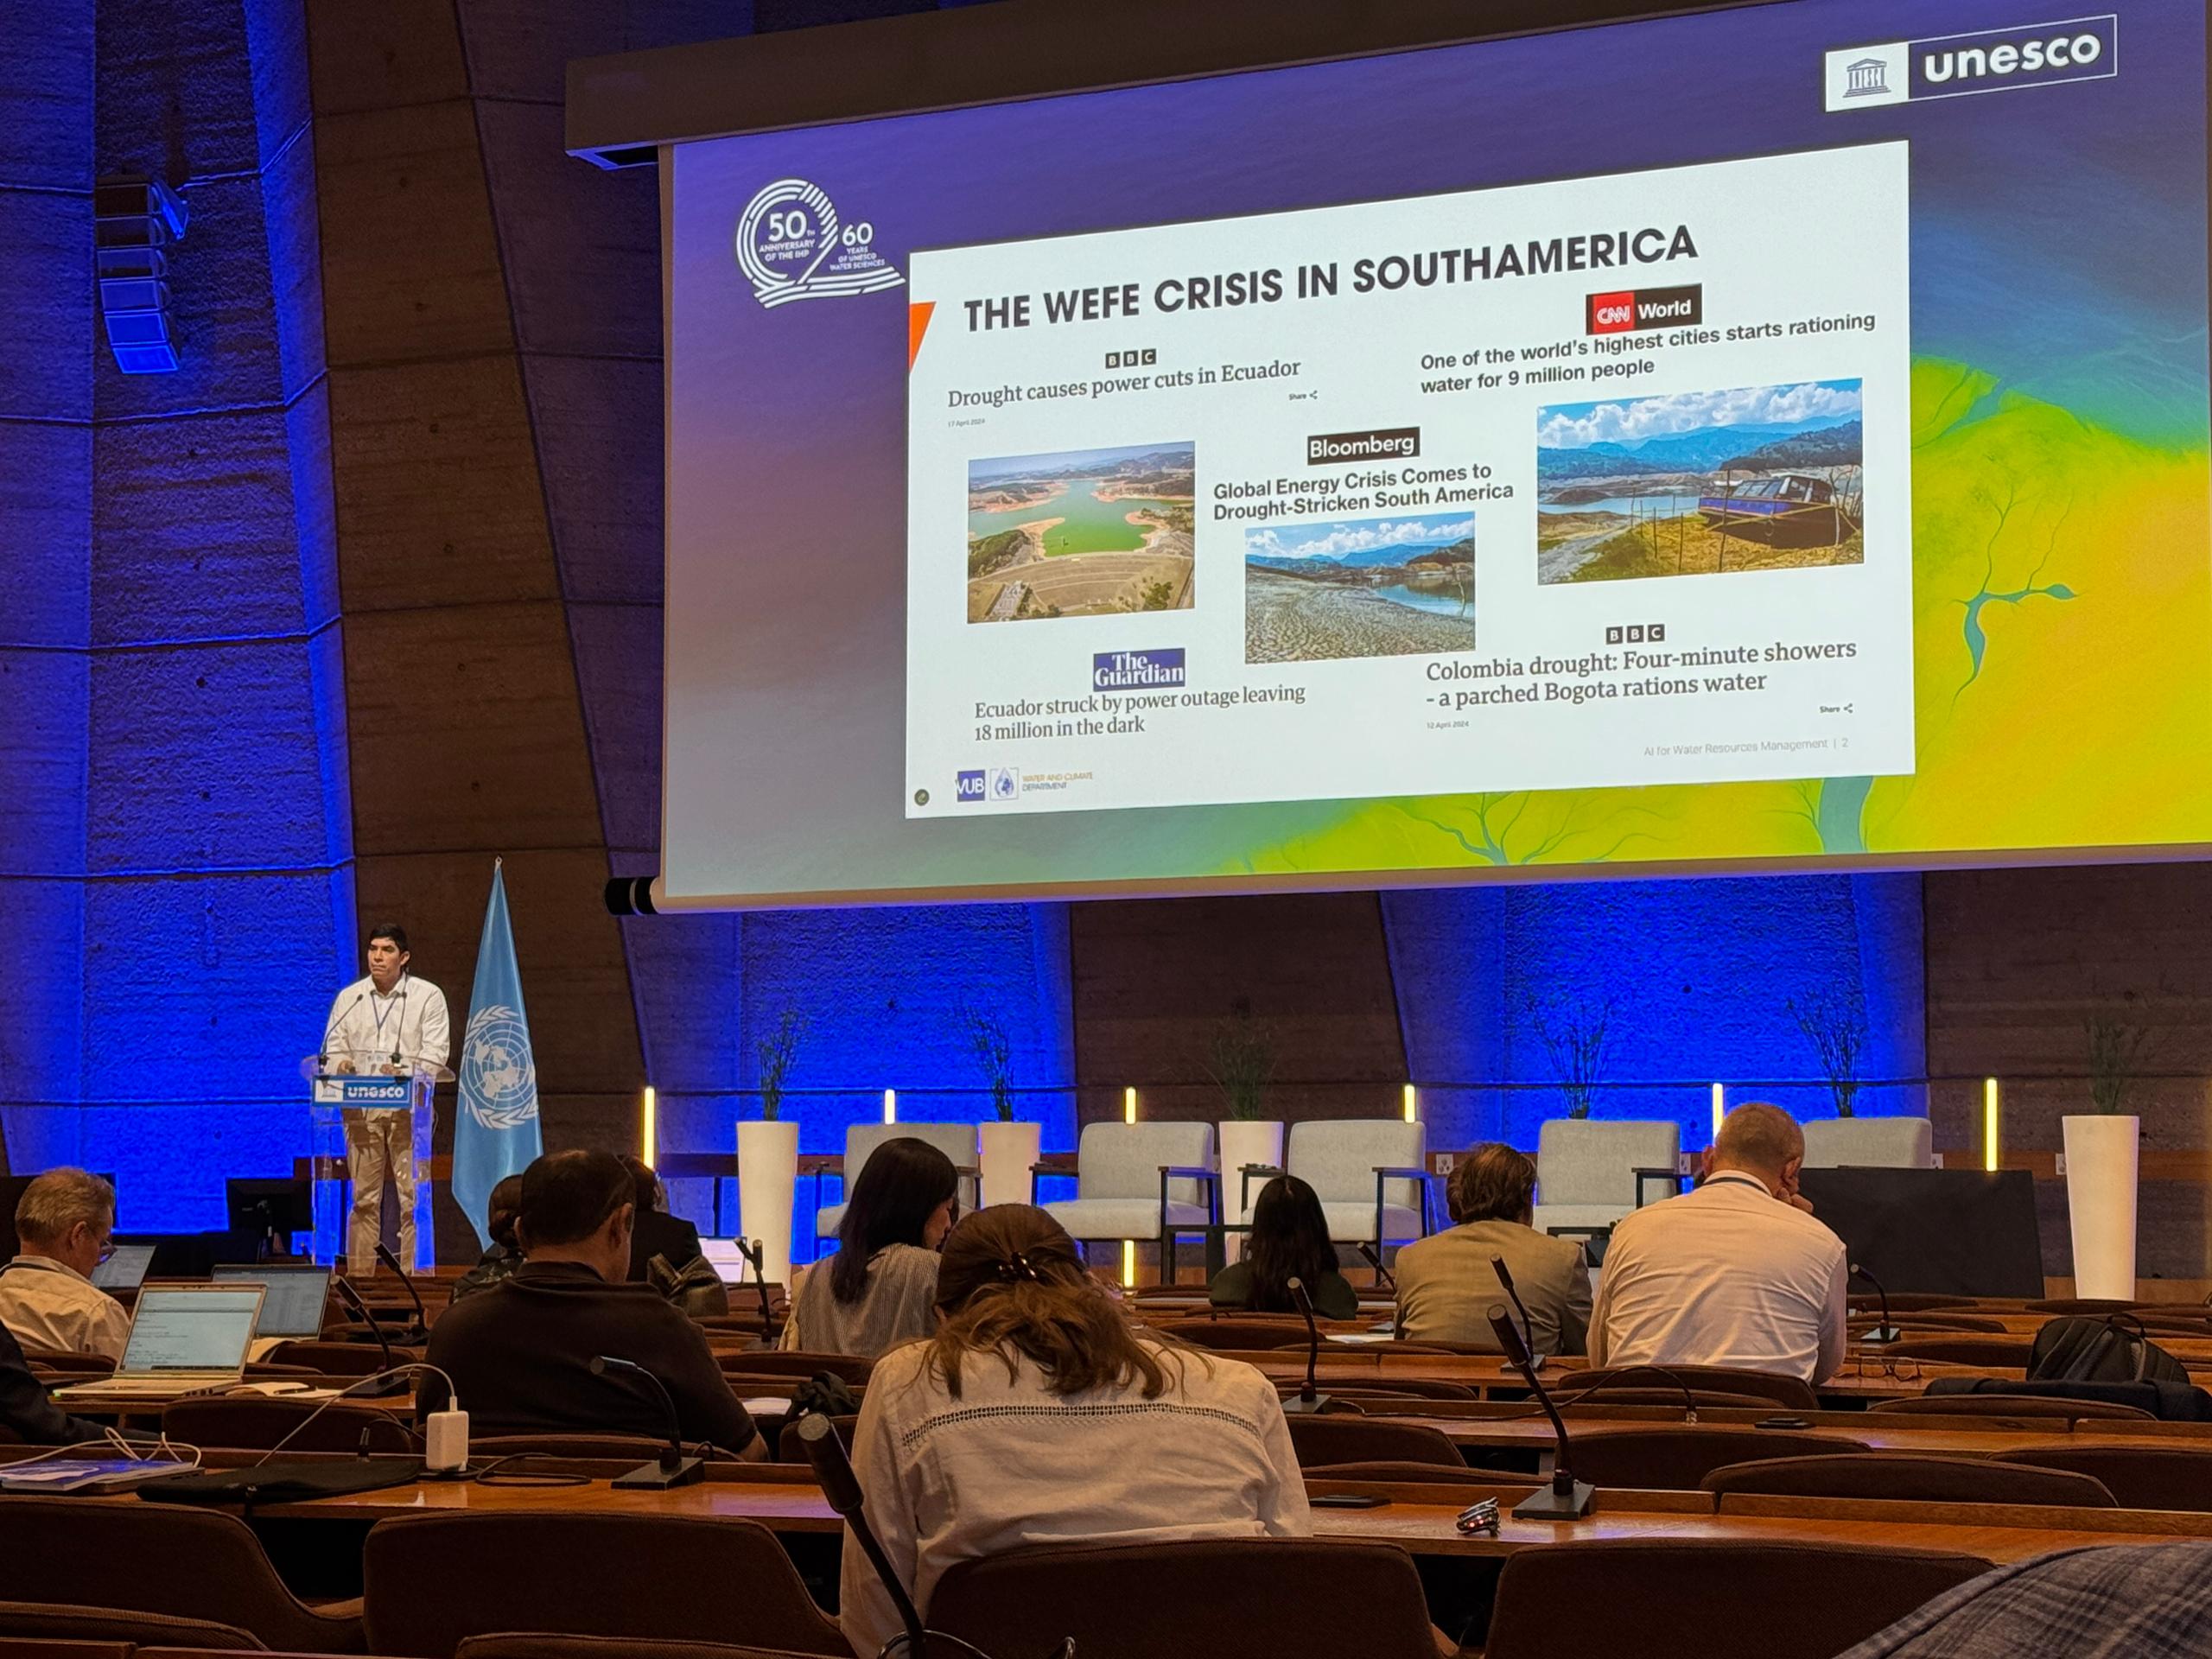 unesco
50TH
ANNIVERSARY
OF THE IHP
60
YEARS
OF UNESCO
WATER SCIENCES
THE WEFE CRISIS IN SOUTHAMERICA
BBC
Drought causes power cuts in Ecuador
Share
17 April 2024
CNN World
One of the world's highest cities starts rationing
water for 9 million people
Bloomberg
Global Energy Crisis Comes to
Drought-Stricken South America
The
Guardian
Ecuador struck by power outage leaving
18 million in the dark
BBC
Colombia drought: Four-minute showers
- a parched Bogota rations water
12 April 2024
Share
AI for Water Resources Management | 2
VUB
WATER AND CLIMATE
DEPARTMENT
unesco